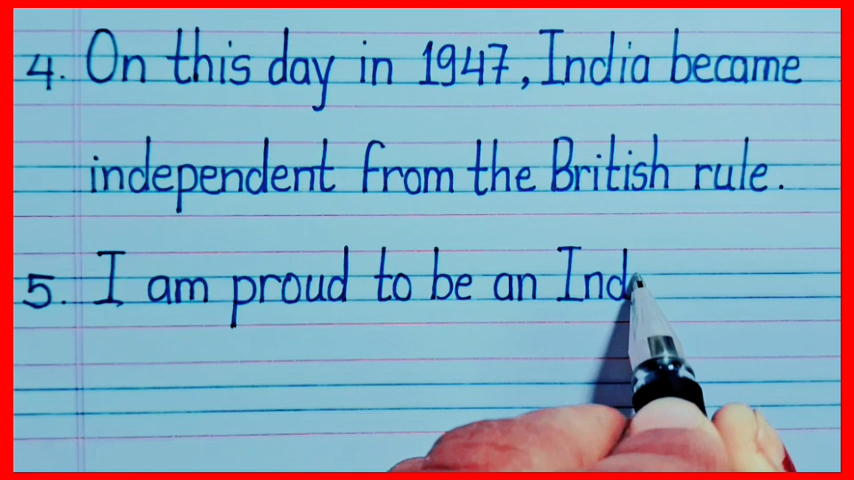 4. On this day in 1947, India became
independent from the British rule.
5. I am proud to be an Ind